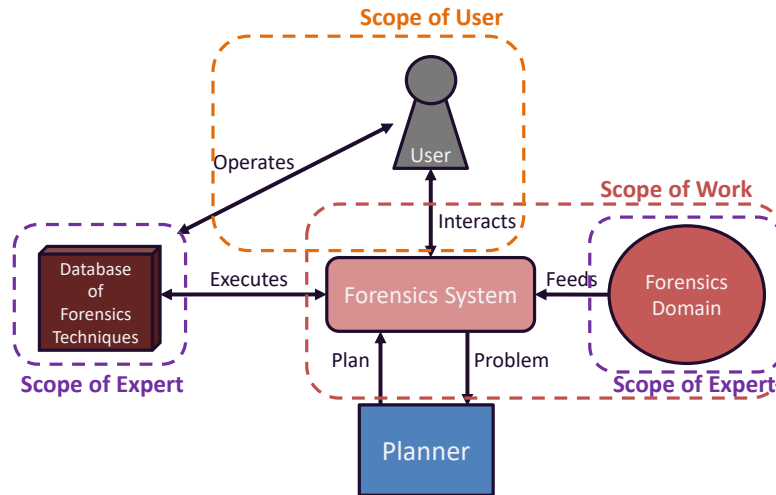 Scope of User
User
Operates
Scope of Work
Interacts
Database
of
Forensics
Techniques
Executes
Forensics System
Feeds
Forensics
Domain
Plan
Problem
Scope of Expert
Scope of Expert
Planner